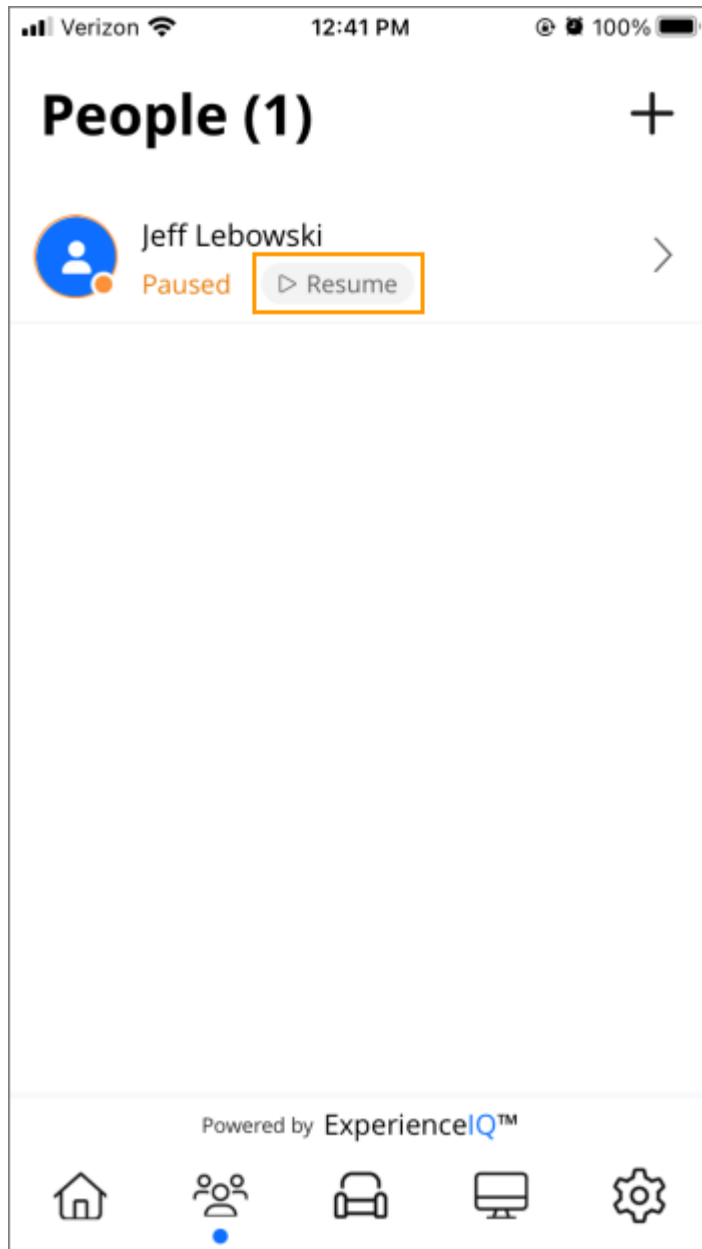 Verizon 12:41 PM 100%
People (1)
Jeff Lebowski
Paused Resume
Powered by ExperienceIQ™